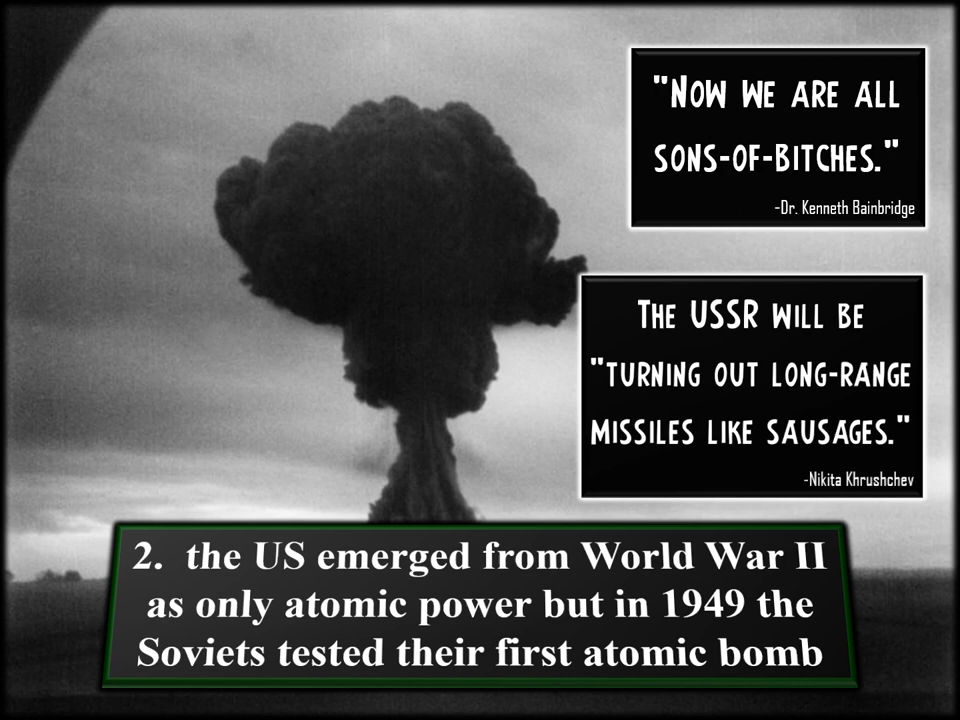 "Now we are all
sons-of-bitches."
-Dr. Kenneth Bainbridge
The USSR will be
"turning out long-range
missiles like sausages."
-Nikita Khrushchev
2. the US emerged from World War II
as only atomic power but in 1949 the
Soviets tested their first atomic bomb